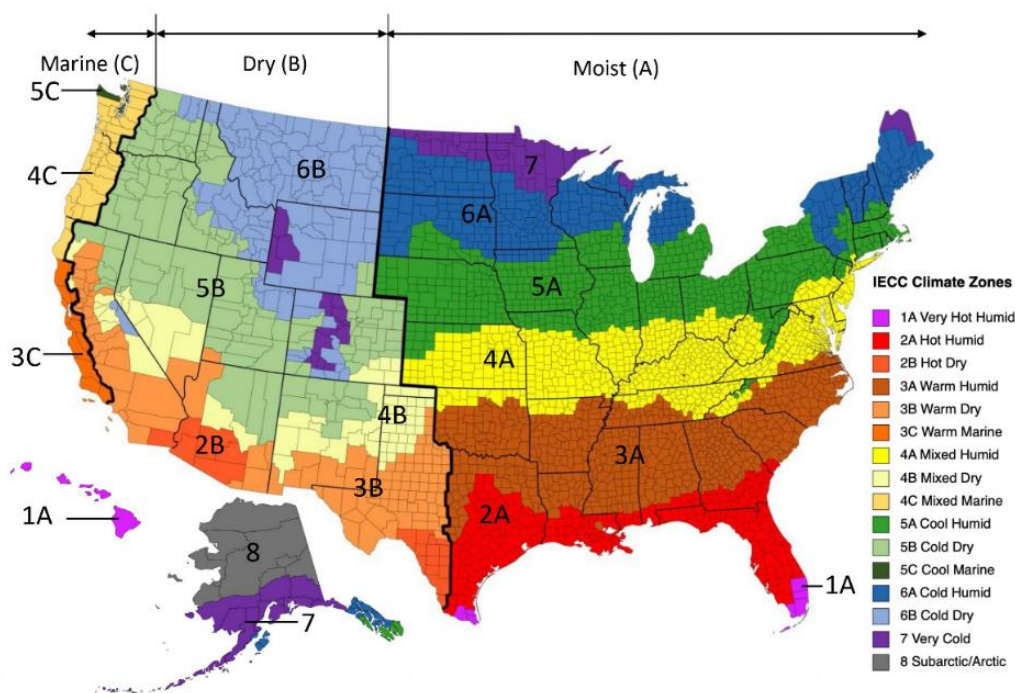 Marine (C)
Dry (B)
Moist (A)
5C
4C
3C
6B
5B
4B
2B
3B
7
6A
5A
4A
3A
2A
1A
1A
8
7
IECC Climate Zones
1A Very Hot Humid
2A Hot Humid
2B Hot Dry
3A Warm Humid
3B Warm Dry
3C Warm Marine
4A Mixed Humid
4B Mixed Dry
4C Mixed Marine
5A Cool Humid
5B Cold Dry
5C Cool Marine
6A Cold Humid
6B Cold Dry
7 Very Cold
8 Subarctic/Arctic